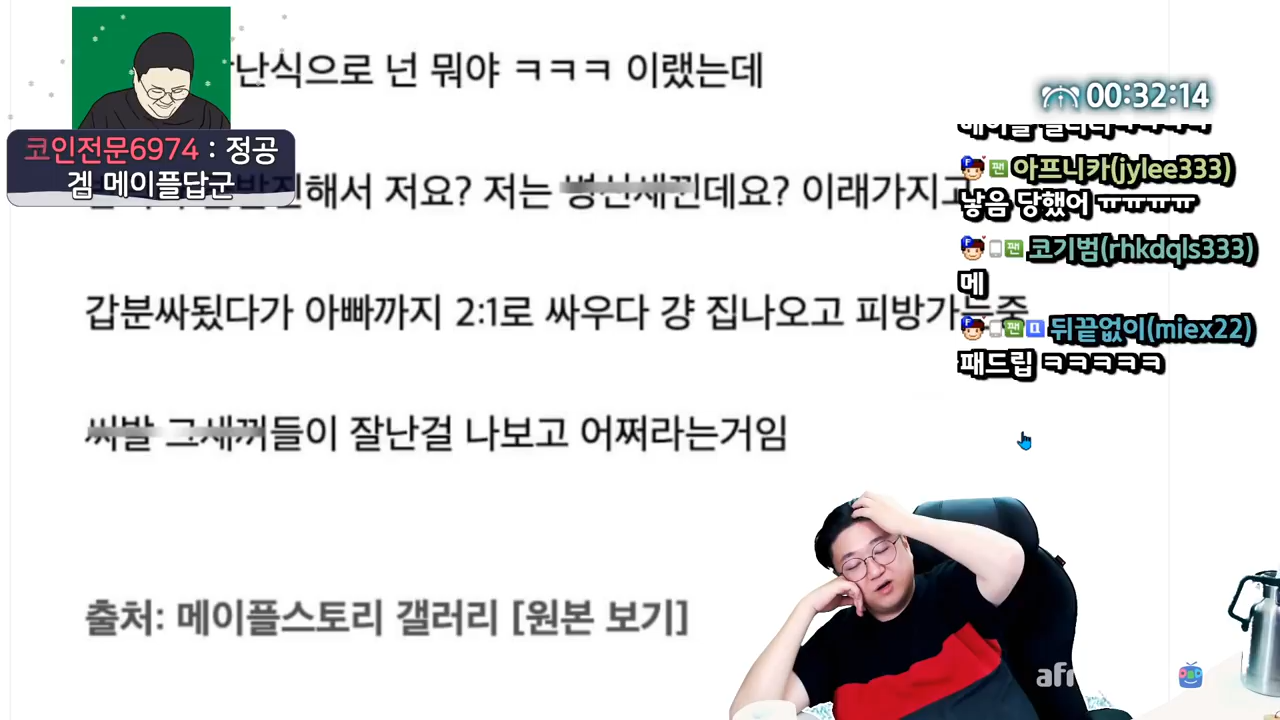 난식으로 넌 뭐야 ㅋㅋㅋ 이랬는데
코인전문6974 : 정공
겜 메이플답군
해서 저요? 저는 병신새낀데요? 이래가지고
갑분싸됬다가 아빠까지 2:1로 싸우다 걍 집나오고 피방가는중
씨발 그새끼들이 잘난걸 나보고 어쩌라는거임
출처: 메이플스토리 갤러리 [원본 보기]
00:32:14
아프니카(jylee333)
낳음 당했어 ㅠㅠㅠㅠ
코기범(rhkdqls333)
메
뒤끝없이(miex22)
패드립 ㅋㅋㅋㅋㅋ